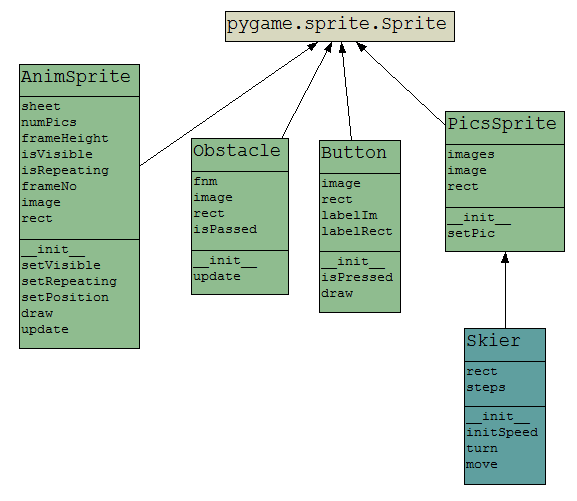 pygame.sprite.Sprite
AnimSprite
sheet
numPics
frameHeight
isVisible
isRepeating
frameNo
image
rect
__init__
setVisible
setRepeating
setPosition
draw
update
Obstacle
fnm
image
rect
isPassed
__init__
update
Button
image
rect
labelIm
labelRect
__init__
isPressed
draw
PicsSprite
images
image
rect
__init__
setPic
Skier
rect
steps
__init__
initSpeed
turn
move